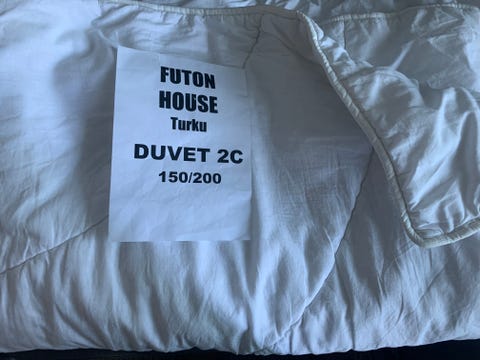 FUTON
HOUSE
Turku
DUVET 2C
150/200